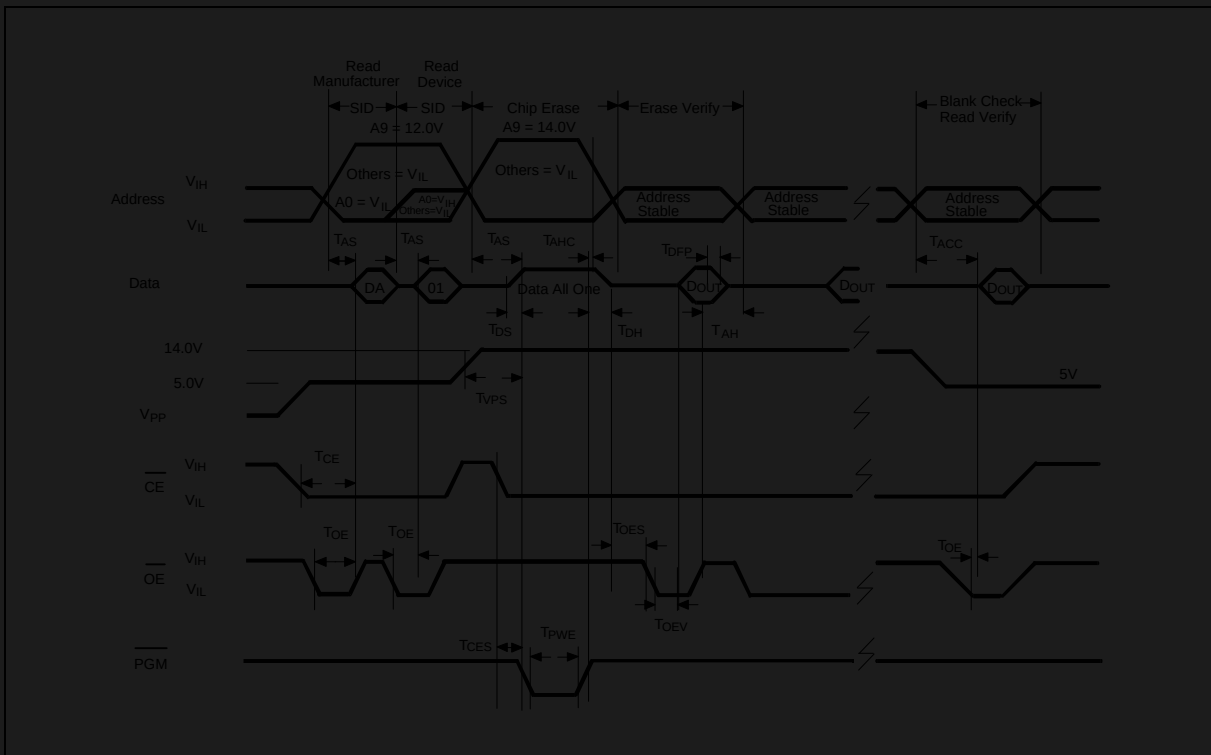 Read
Manufacturer
Read
Device
SID
SID
Chip Erase
Erase Verify
Blank Check
Read Verify
A9 = 12.0V
A9 = 14.0V
Others = VIL
Others = VIL
VIH
Address
VIL
A0 = VIL
A0=VIH
Others=VIL
Address
Stable
Address
Stable
Address
Stable
TAS
TAS
TAS
TAHC
TDFP
TACC
Data
DA
01
Data All One
DOUT
DOUT
DOUT
TDS
TDH
TAH
14.0V
5.0V
VPP
TVPS
5V
VIH
CE
VIL
TCE
TOE
TOE
TOES
TOE
VIH
OE
VIL
TOEV
TCES
TPWE
PGM